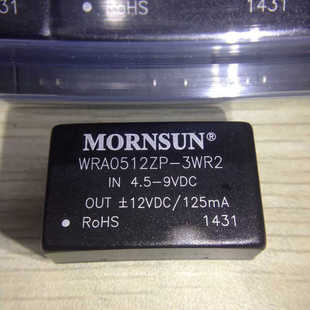 RoHS 1431
MORNSUN®
WRA0512ZP-3WR2
IN 4.5-9VDC
OUT ±12VDC/125mA
RoHS 1431